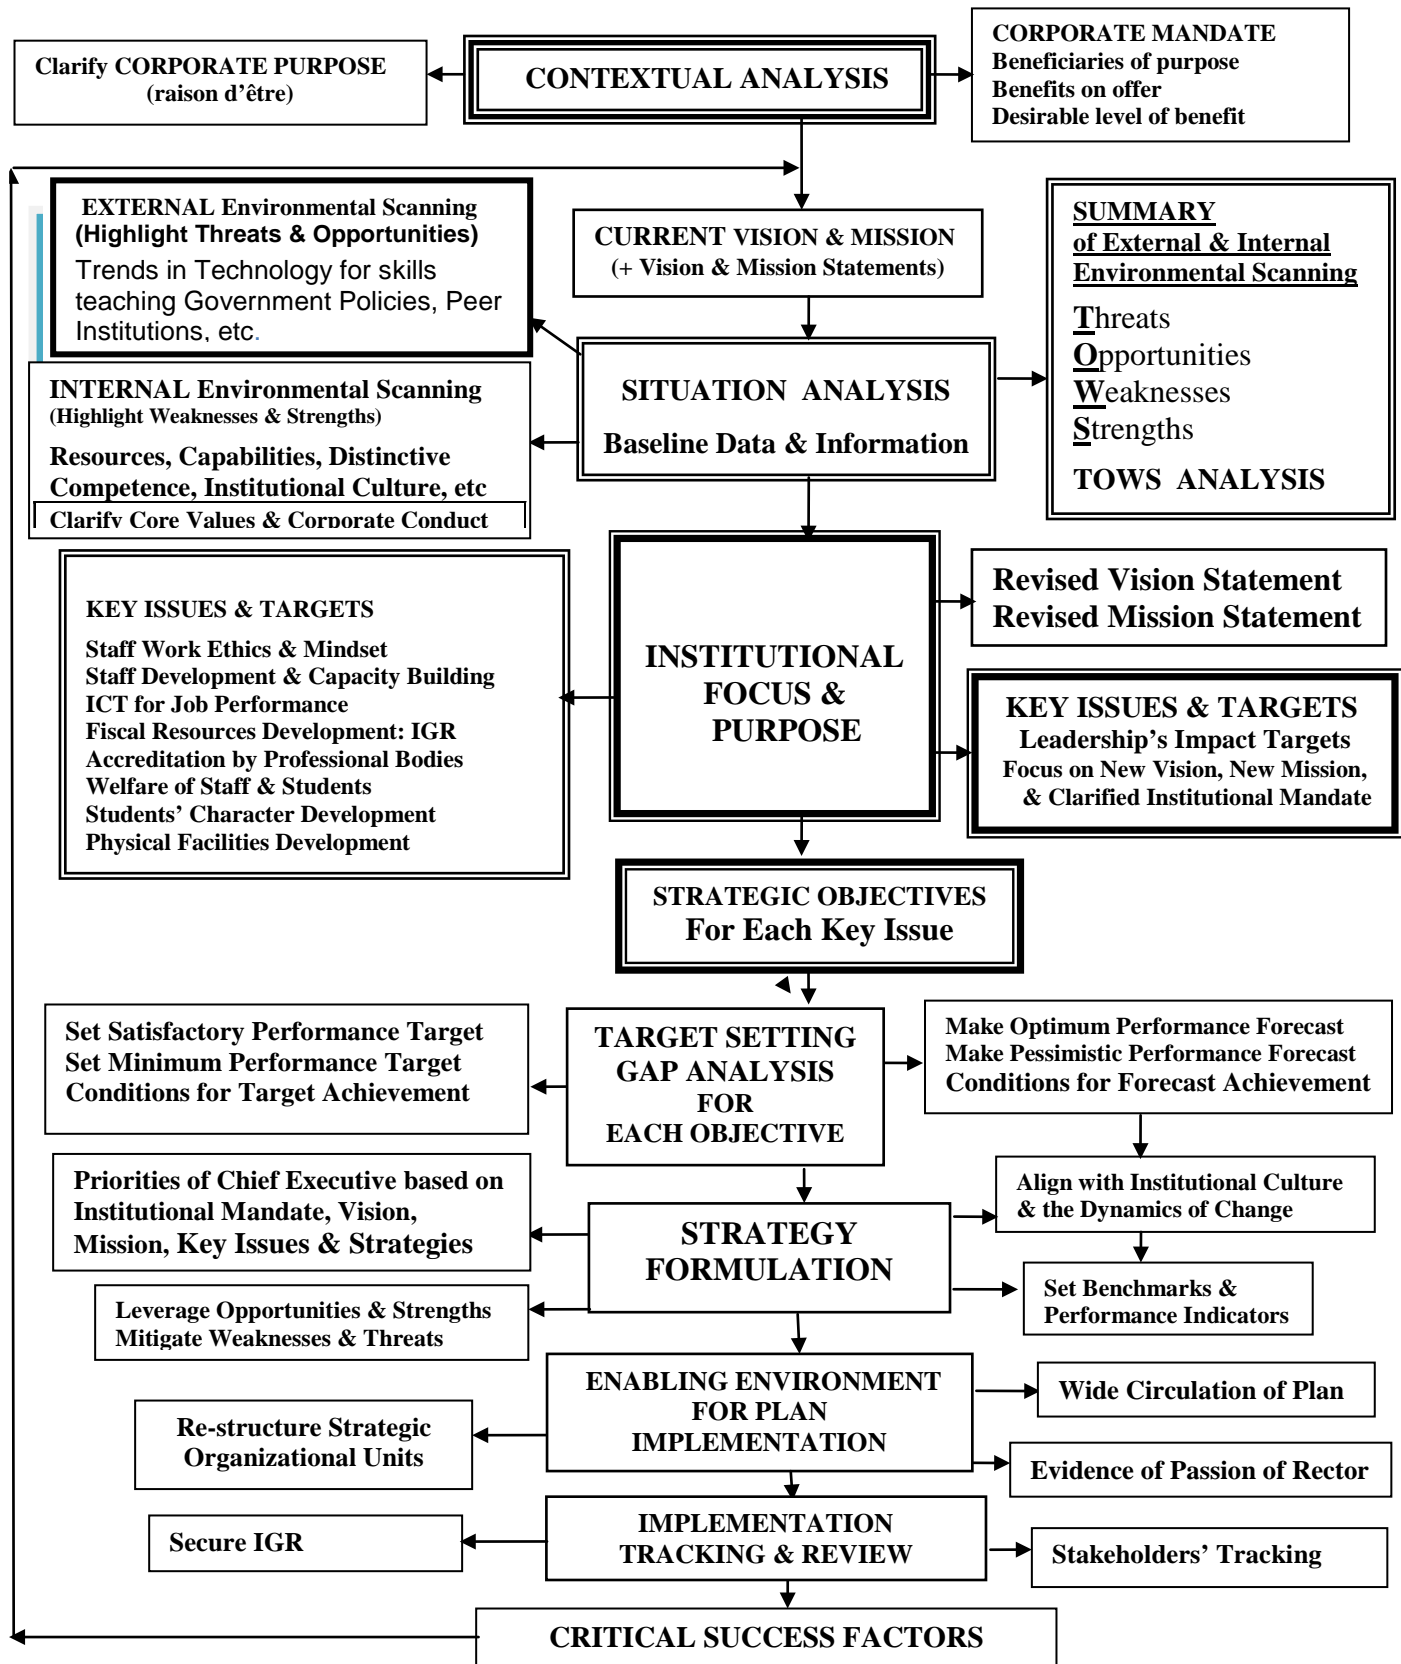 Clarify CORPORATE PURPOSE
(raison d'être)
CONTEXTUAL ANALYSIS
CORPORATE MANDATE
Beneficiaries of purpose
Benefits on offer
Desirable level of benefit
EXTERNAL Environmental Scanning
(Highlight Threats & Opportunities)
Trends in Technology for skills
teaching Government Policies, Peer
Institutions, etc.
CURRENT VISION & MISSION
(+ Vision & Mission Statements)
SUMMARY
of External & Internal
Environmental Scanning
Threats
Opportunities
Weaknesses
Strengths
TOWS ANALYSIS
INTERNAL Environmental Scanning
(Highlight Weaknesses & Strengths)
Resources, Capabilities, Distinctive
Competence, Institutional Culture, etc
Clarify Core Values & Corporate Conduct
SITUATION ANALYSIS
Baseline Data & Information
KEY ISSUES & TARGETS
Staff Work Ethics & Mindset
Staff Development & Capacity Building
ICT for Job Performance
Fiscal Resources Development: IGR
Accreditation by Professional Bodies
Welfare of Staff & Students
Students' Character Development
Physical Facilities Development
INSTITUTIONAL
FOCUS &
PURPOSE
Revised Vision Statement
Revised Mission Statement
KEY ISSUES & TARGETS
Leadership's Impact Targets
Focus on New Vision, New Mission,
& Clarified Institutional Mandate
STRATEGIC OBJECTIVES
For Each Key Issue
Set Satisfactory Performance Target
Set Minimum Performance Target
Conditions for Target Achievement
TARGET SETTING
GAP ANALYSIS
FOR
EACH OBJECTIVE
Make Optimum Performance Forecast
Make Pessimistic Performance Forecast
Conditions for Forecast Achievement
Priorities of Chief Executive based on
Institutional Mandate, Vision,
Mission, Key Issues & Strategies
STRATEGY
FORMULATION
Align with Institutional Culture
& the Dynamics of Change
Leverage Opportunities & Strengths
Mitigate Weaknesses & Threats
Set Benchmarks &
Performance Indicators
ENABLING ENVIRONMENT
FOR PLAN
IMPLEMENTATION
Wide Circulation of Plan
Re-structure Strategic
Organizational Units
Evidence of Passion of Rector
Secure IGR
IMPLEMENTATION
TRACKING & REVIEW
Stakeholders' Tracking
CRITICAL SUCCESS FACTORS